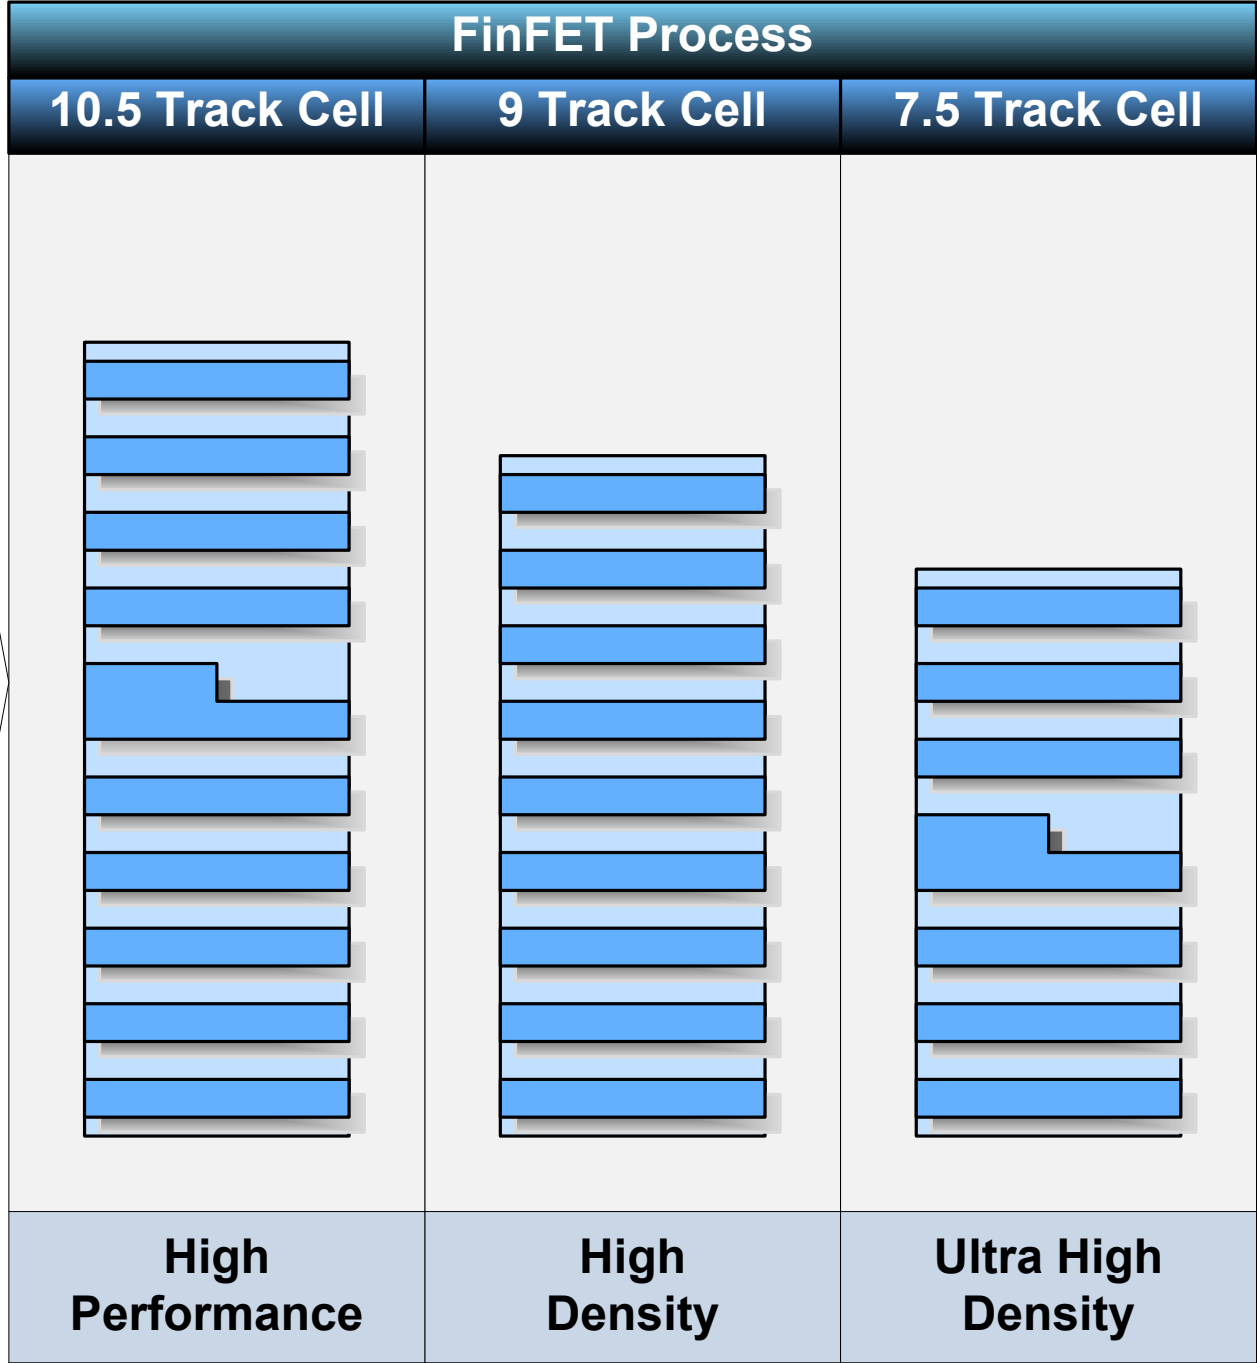 FinFET Process
10.5 Track Cell
9 Track Cell
7.5 Track Cell
High
Performance
High
Density
Ultra High
Density